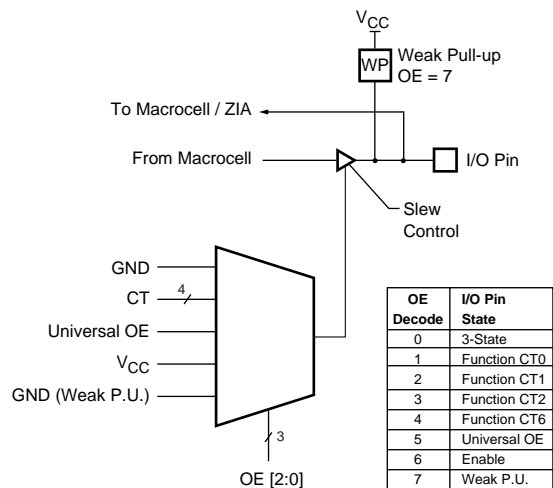 VCC
WP
Weak Pull-up
OE = 7
To Macrocell / ZIA
From Macrocell
I/O Pin
Slew
Control
GND
4
CT
Universal OE
VCC
GND (Weak P.U.)
3
OE [2:0]
OE Decode I/O Pin State
0 3-State
1 Function CT0
2 Function CT1
3 Function CT2
4 Function CT6
5 Universal OE
6 Enable
7 Weak P.U.